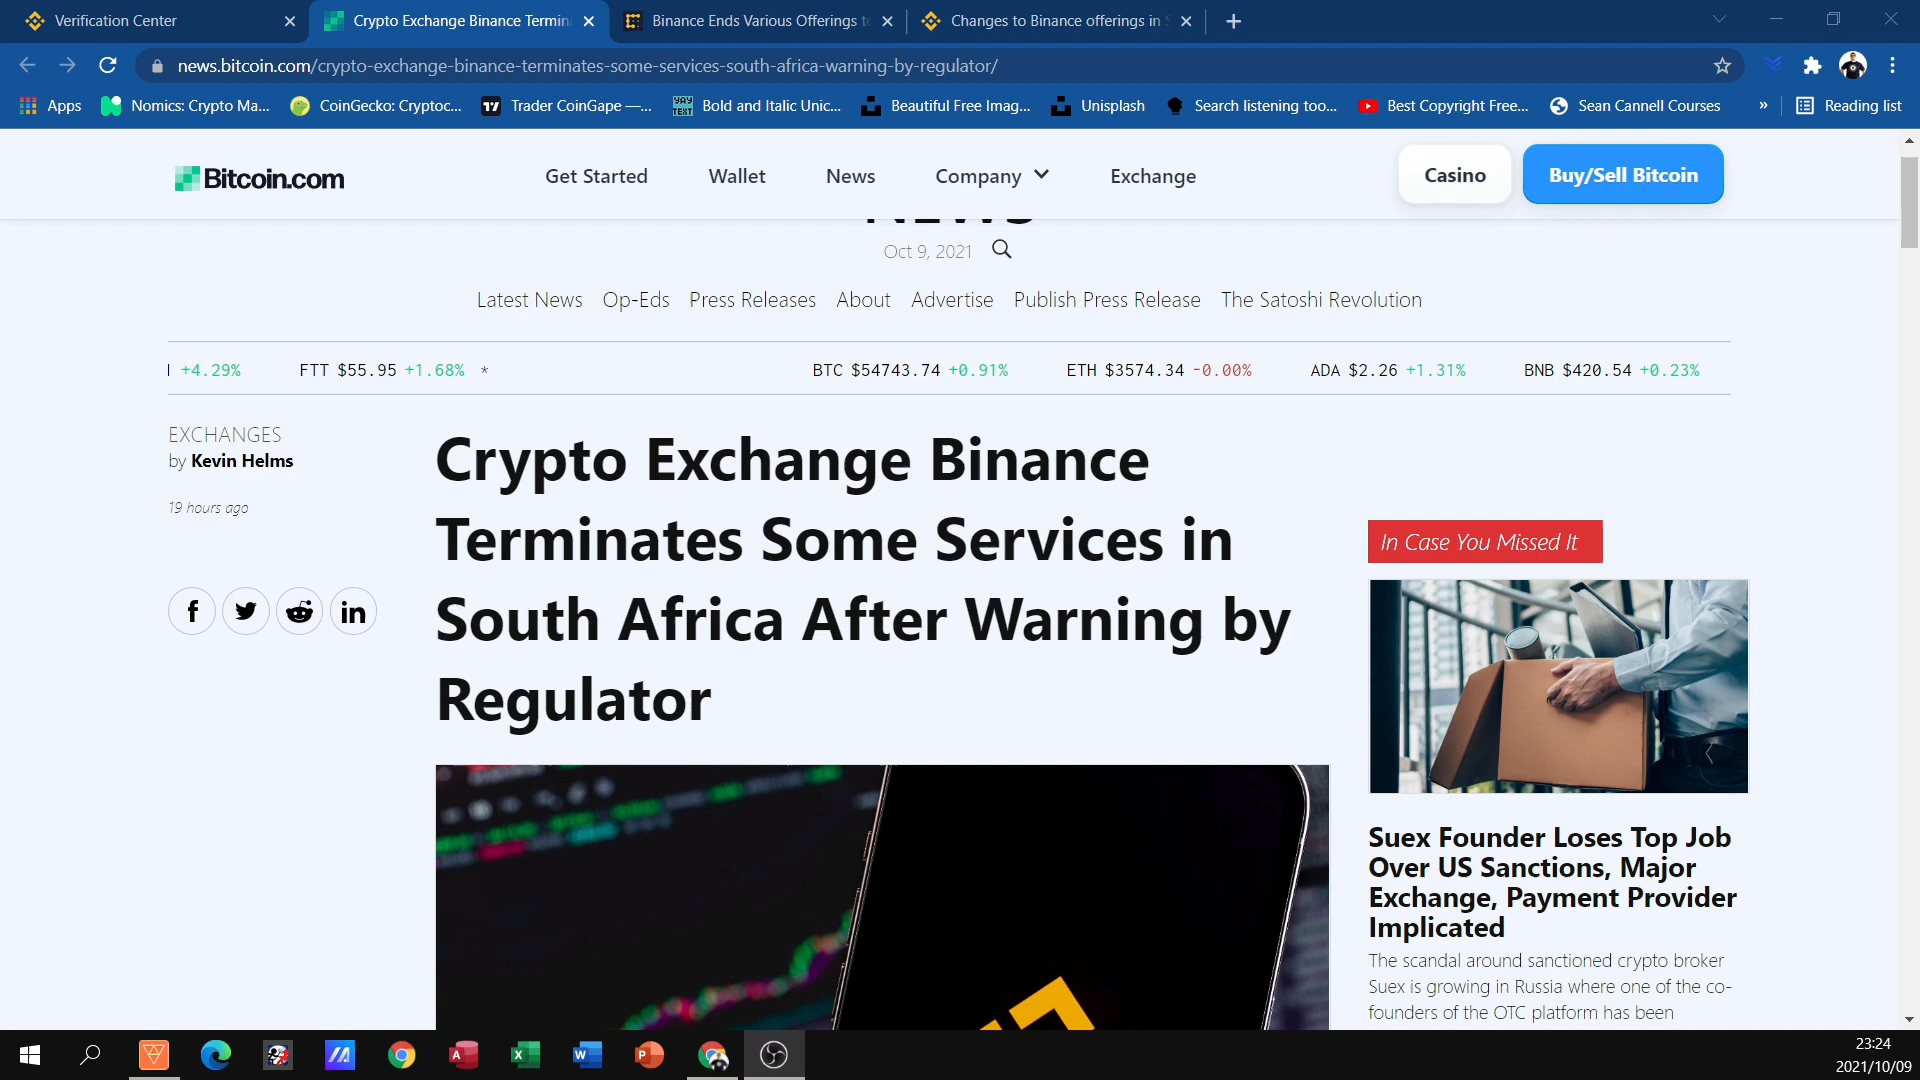 Verification Center
Crypto Exchange Binance Termin
Binance Ends Various Offerings to
Changes to Binance offerings in S
news.bitcoin.com/crypto-exchange-binance-terminates-some-services-south-africa-warning-by-regulator/
Apps
Nomics: Crypto Ma...
CoinGecko: Cryptoc...
Trader CoinGape —...
YAY TEXT
Bold and Italic Unic...
Beautiful Free Imag...
Unisplash
Search listening too...
Best Copyright Free...
Sean Cannell Courses
»
Reading list
Bitcoin.com
Get Started
Wallet
News
Company
Exchange
Casino
Buy/Sell Bitcoin
NEWS
Oct 9, 2021
Latest News Op-Eds Press Releases About Advertise Publish Press Release The Satoshi Revolution
+4.29% FTT $55.95 +1.68% * BTC $54743.74 +0.91% ETH $3574.34 -0.00% ADA $2.26 +1.31% BNB $420.54 +0.23%
EXCHANGES
by Kevin Helms
19 hours ago
Crypto Exchange Binance
Terminates Some Services in
South Africa After Warning by
Regulator
In Case You Missed It
Suex Founder Loses Top Job
Over US Sanctions, Major
Exchange, Payment Provider
Implicated
The scandal around sanctioned crypto broker
Suex is growing in Russia where one of the co-
founders of the OTC platform has been
23:24
2021/10/09